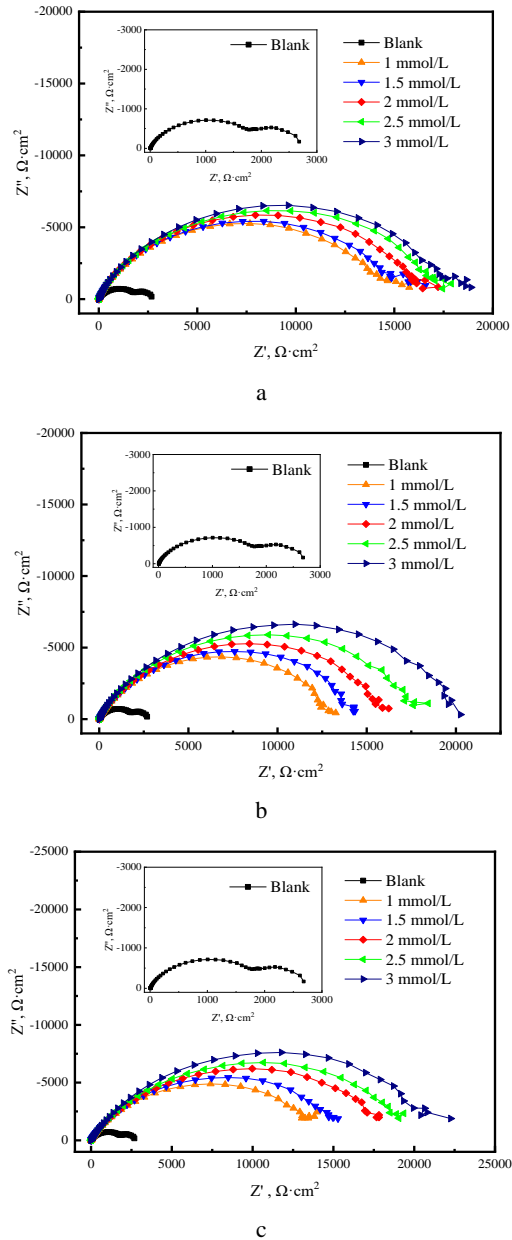 -20000
-15000
-10000
-5000
0
Z'', Ω·cm²
0
5000
10000
15000
20000
Z', Ω·cm²
-3000
-2000
-1000
0
Z'', Ω·cm²
0
1000
2000
3000
Z', Ω·cm²
Blank
Blank
1 mmol/L
1.5 mmol/L
2 mmol/L
2.5 mmol/L
3 mmol/L
a
-20000
-15000
-10000
-5000
0
Z'', Ω·cm²
0
5000
10000
15000
20000
Z', Ω·cm²
-3000
-2000
-1000
0
Z'', Ω·cm²
0
1000
2000
3000
Z', Ω·cm²
Blank
Blank
1 mmol/L
1.5 mmol/L
2 mmol/L
2.5 mmol/L
3 mmol/L
b
-25000
-20000
-15000
-10000
-5000
0
Z'', Ω·cm²
0
5000
10000
15000
20000
25000
Z' , Ω·cm²
-3000
-2000
-1000
0
Z'', Ω·cm²
0
1000
2000
3000
Z', Ω·cm²
Blank
Blank
1 mmol/L
1.5 mmol/L
2 mmol/L
2.5 mmol/L
3 mmol/L
c